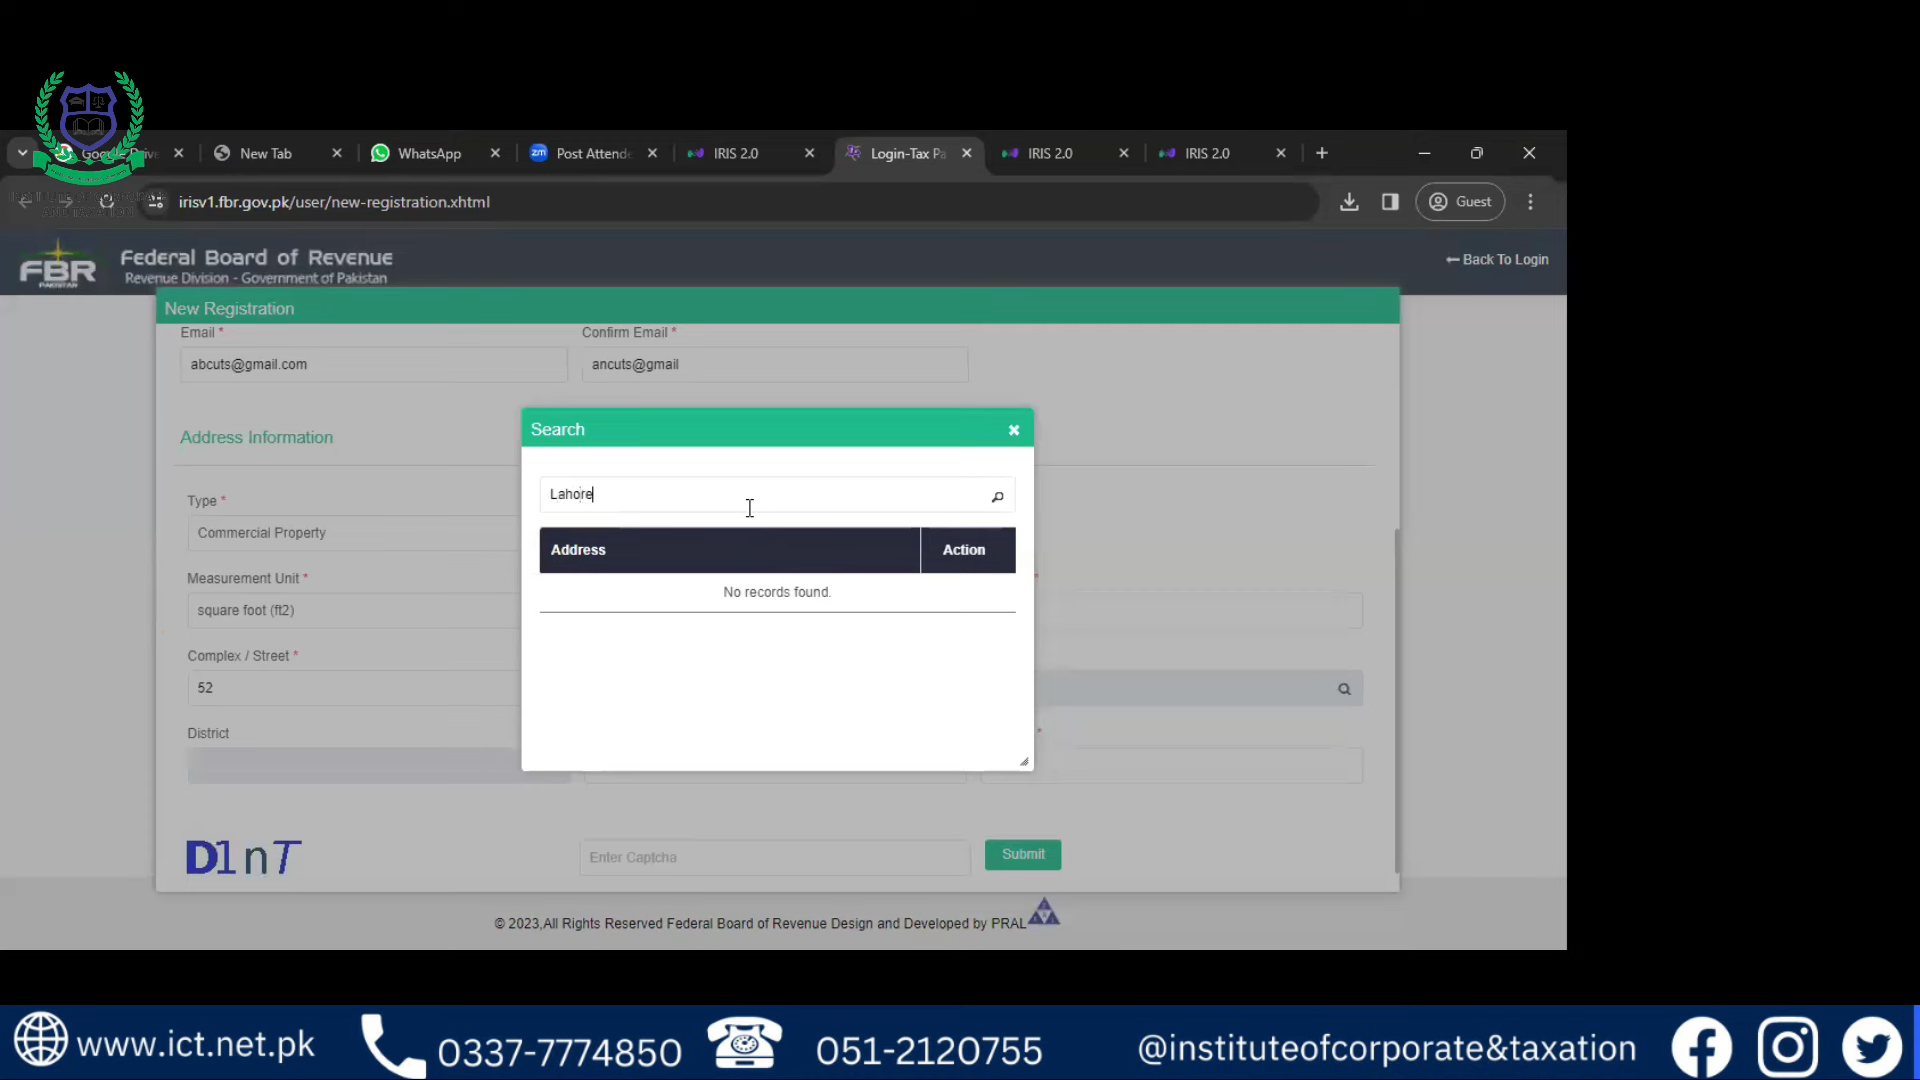 Google Drive
New Tab
WhatsApp
Post Attende
IRIS 2.0
Login-Tax Pa
IRIS 2.0
IRIS 2.0
irisv1.fbr.gov.pk/user/new-registration.xhtml
Guest
FBR
PAKISTAN
Federal Board of Revenue
Revenue Division - Government of Pakistan
Back To Login
New Registration
Email *
Confirm Email *
abcuts@gmail.com
ancuts@gmail
Search
Address Information
Lahore
Type *
Commercial Property
Address
Action
Measurement Unit *
*
No records found.
square foot (ft2)
Complex / Street *
52
District
*
D1nT
Enter Captcha
Submit
© 2023,All Rights Reserved Federal Board of Revenue Design and Developed by PRAL
www.ict.net.pk
0337-7774850
051-2120755
@instituteofcorporate&taxation